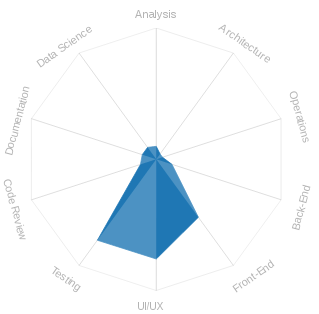 Analysis
Architecture
Operations
Back-End
Front-End
UI/UX
Testing
Code Review
Documentation
Data Science